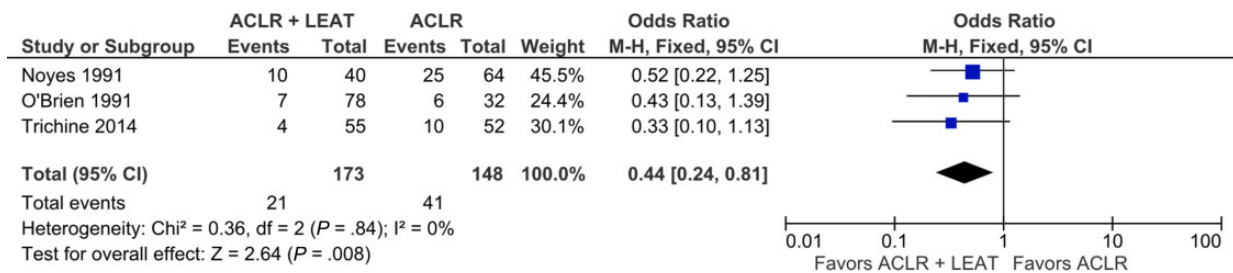 ACLR + LEAT ACLR Odds Ratio Odds Ratio
Study or Subgroup Events Total Events Total Weight M-H, Fixed, 95% CI M-H, Fixed, 95% CI
Noyes 1991 10 40 25 64 45.5% 0.52 [0.22, 1.25]
O'Brien 1991 7 78 6 32 24.4% 0.43 [0.13, 1.39]
Trichine 2014 4 55 10 52 30.1% 0.33 [0.10, 1.13]
Total (95% CI) 173 148 100.0% 0.44 [0.24, 0.81]
Total events 21 41
Heterogeneity: Chi² = 0.36, df = 2 (P = .84); I² = 0%
Test for overall effect: Z = 2.64 (P = .008)
0.01 0.1 1 10 100
Favors ACLR + LEAT Favors ACLR